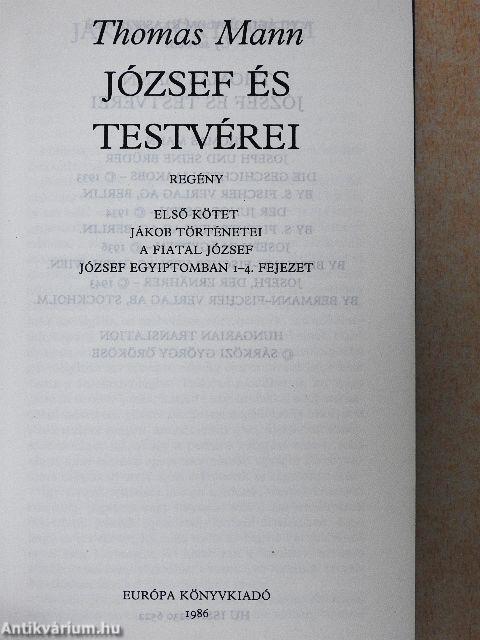 Thomas Mann
JÓZSEF ÉS
TESTVÉREI
REGÉNY
ELSŐ KÖTET
JÁKOB TÖRTÉNETEI
A FIATAL JÓZSEF
JÓZSEF EGYIPTOMBAN 1–4. FEJEZET
EURÓPA KÖNYVKIADÓ
1986
Antikvárium.hu